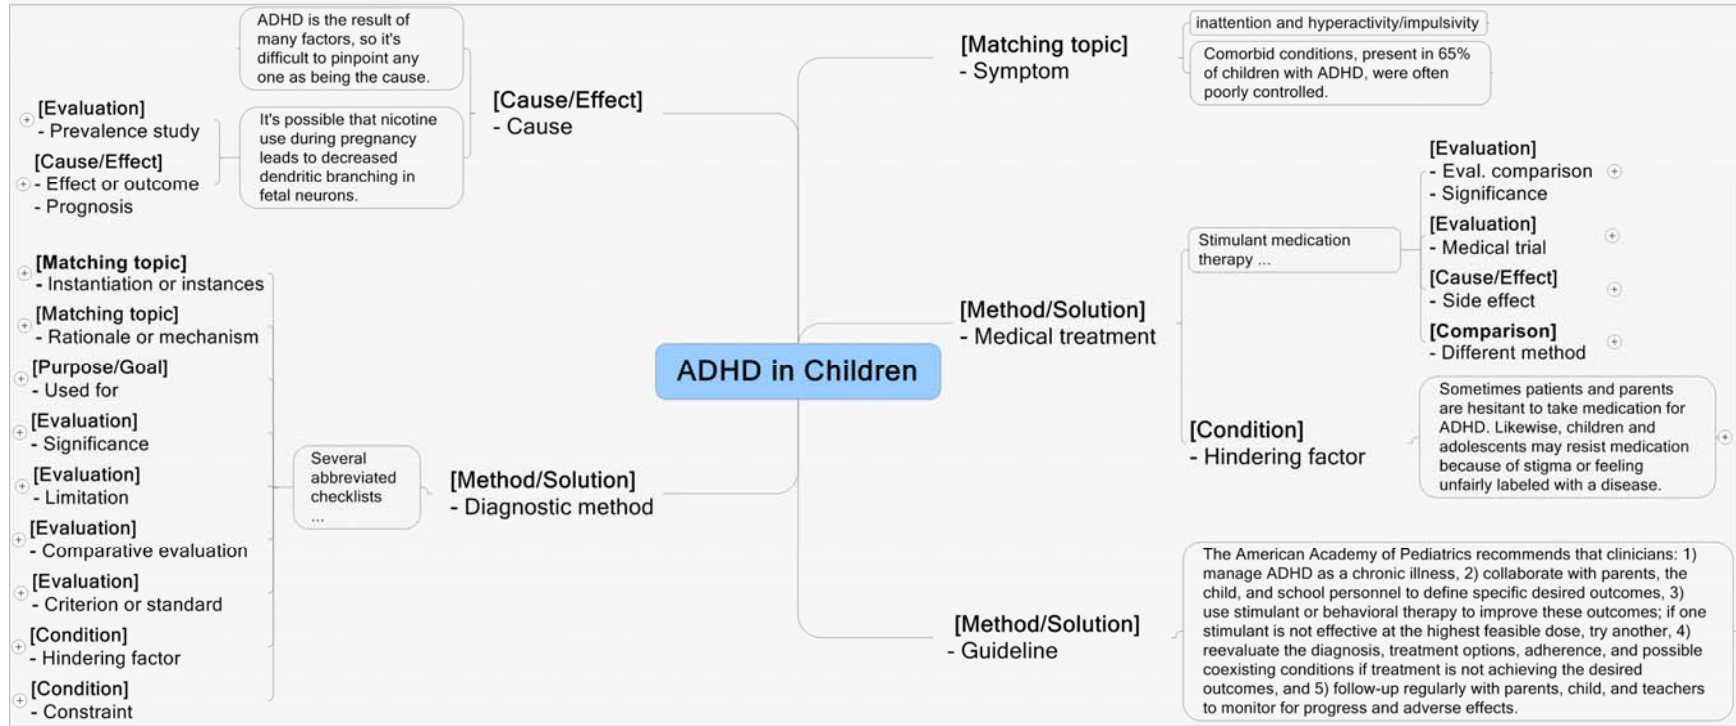 ADHD in Children
[Cause/Effect]
- Cause
ADHD is the result of
many factors, so it's
difficult to pinpoint any
one as being the cause.
It's possible that nicotine
use during pregnancy
leads to decreased
dendritic branching in
fetal neurons.
[Evaluation]
- Prevalence study
[Cause/Effect]
- Effect or outcome
- Prognosis
[Method/Solution]
- Diagnostic method
Several
abbreviated
checklists
...
[Matching topic]
- Instantiation or instances
[Matching topic]
- Rationale or mechanism
[Purpose/Goal]
- Used for
[Evaluation]
- Significance
[Evaluation]
- Limitation
[Evaluation]
- Comparative evaluation
[Evaluation]
- Criterion or standard
[Condition]
- Hindering factor
[Condition]
- Constraint
[Matching topic]
- Symptom
inattention and hyperactivity/impulsivity
Comorbid conditions, present in 65%
of children with ADHD, were often
poorly controlled.
[Method/Solution]
- Medical treatment
Stimulant medication
therapy ...
[Evaluation]
- Eval. comparison
- Significance
[Evaluation]
- Medical trial
[Cause/Effect]
- Side effect
[Comparison]
- Different method
[Condition]
- Hindering factor
Sometimes patients and parents
are hesitant to take medication for
ADHD. Likewise, children and
adolescents may resist medication
because of stigma or feeling
unfairly labeled with a disease.
[Method/Solution]
- Guideline
The American Academy of Pediatrics recommends that clinicians: 1)
manage ADHD as a chronic illness, 2) collaborate with parents, the
child, and school personnel to define specific desired outcomes, 3)
use stimulant or behavioral therapy to improve these outcomes; if one
stimulant is not effective at the highest feasible dose, try another, 4)
reevaluate the diagnosis, treatment options, adherence, and possible
coexisting conditions if treatment is not achieving the desired
outcomes, and 5) follow-up regularly with parents, child, and teachers
to monitor for progress and adverse effects.